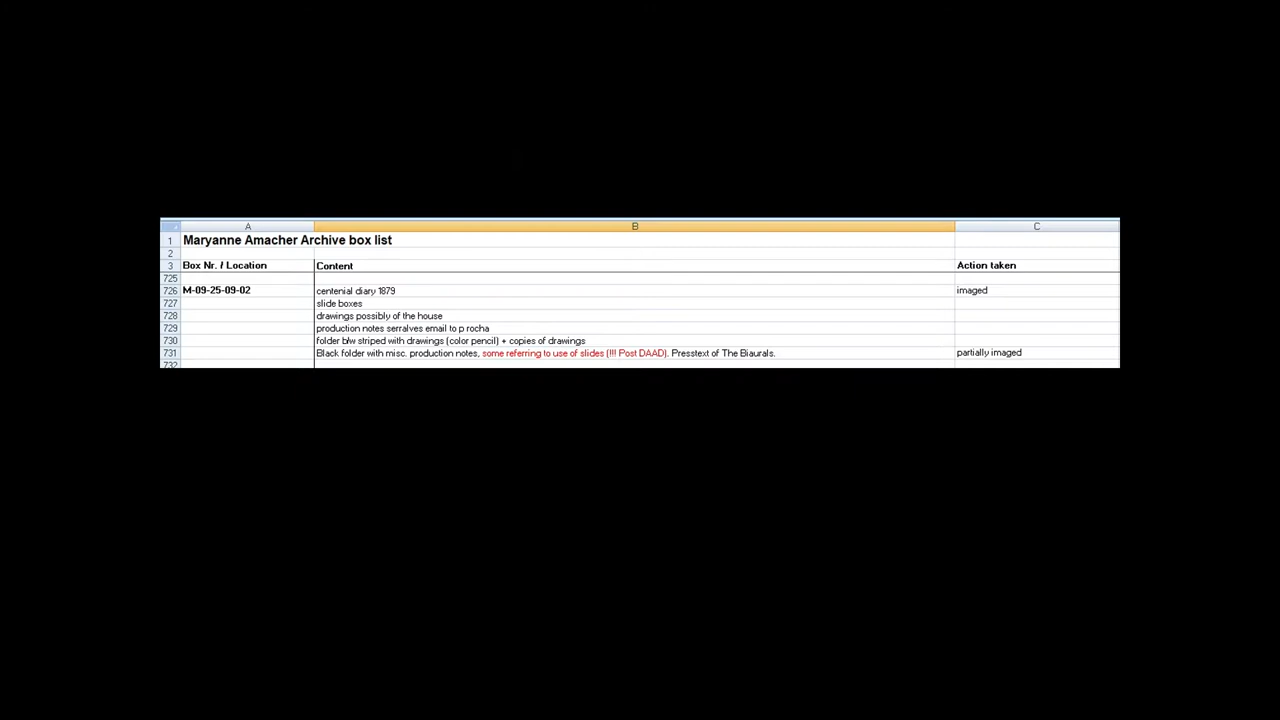 A B C
1 Maryanne Amacher Archive box list
2
3 Box Nr. / Location Content Action taken
725
726 M-09-25-09-02 centenial diary 1879 imaged
727 slide boxes
728 drawings possibly of the house
729 production notes serralves email to p rocha
730 folder b/w striped with drawings (color pencil) + copies of drawings
731 Black folder with misc. production notes, some referring to use of slides (!!! Post DAAD). Presstext of The Biaurals. partially imaged
732